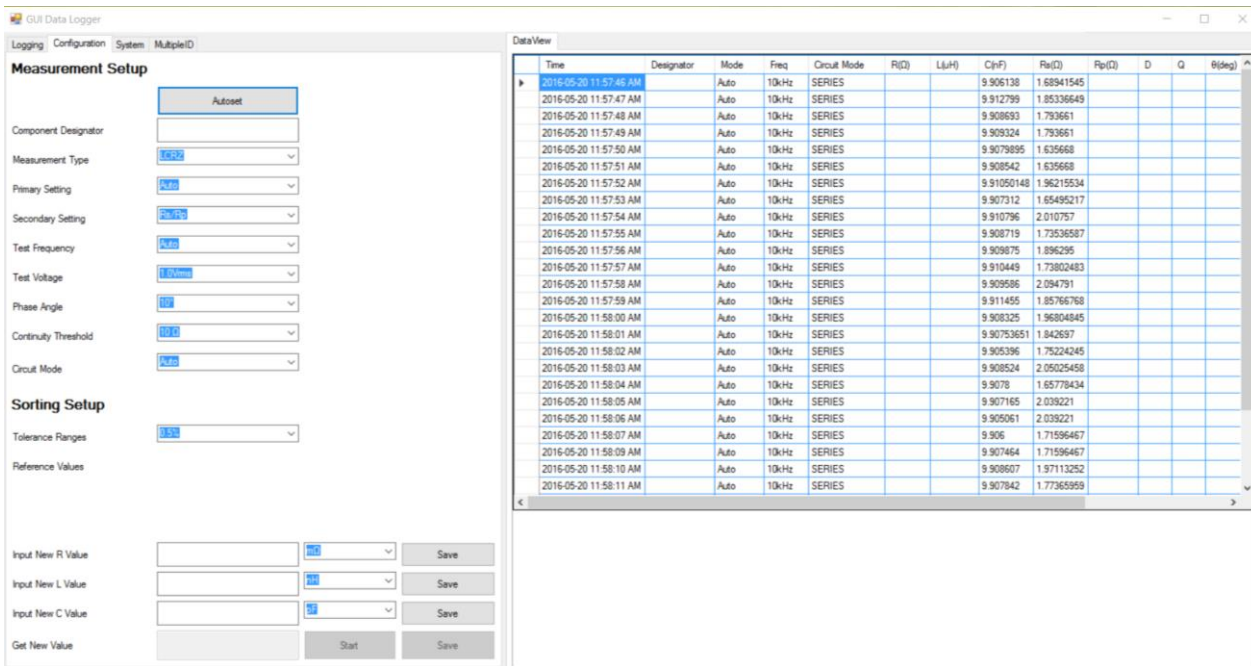 GUI Data Logger
Logging Configuration System MultipleID
Measurement Setup
Autoset
Component Designator
Measurement Type LCRZ
Primary Setting Auto
Secondary Setting Rs/Rp
Test Frequency Auto
Test Voltage 1.0Vrms
Phase Angle 10°
Continuity Threshold 10 Ω
Circuit Mode Auto
Sorting Setup
Tolerance Ranges 0.5%
Reference Values
Input New R Value mΩ Save
Input New L Value nH Save
Input New C Value pF Save
Get New Value Start Save
DataView
Time Designator Mode Freq Circuit Mode R(Ω) L(uH) C(nF) Rs(Ω) Rp(Ω) D Q θ(deg)
2016-05-20 11:57:46 AM Auto 10kHz SERIES 9.906138 1.68941545
2016-05-20 11:57:47 AM Auto 10kHz SERIES 9.912799 1.85336649
2016-05-20 11:57:48 AM Auto 10kHz SERIES 9.908693 1.793661
2016-05-20 11:57:49 AM Auto 10kHz SERIES 9.909324 1.793661
2016-05-20 11:57:50 AM Auto 10kHz SERIES 9.9079895 1.635668
2016-05-20 11:57:51 AM Auto 10kHz SERIES 9.908542 1.635668
2016-05-20 11:57:52 AM Auto 10kHz SERIES 9.91050148 1.96215534
2016-05-20 11:57:53 AM Auto 10kHz SERIES 9.907312 1.65495217
2016-05-20 11:57:54 AM Auto 10kHz SERIES 9.910796 2.010757
2016-05-20 11:57:55 AM Auto 10kHz SERIES 9.908719 1.73536587
2016-05-20 11:57:56 AM Auto 10kHz SERIES 9.909875 1.896295
2016-05-20 11:57:57 AM Auto 10kHz SERIES 9.910449 1.73802483
2016-05-20 11:57:58 AM Auto 10kHz SERIES 9.909586 2.094791
2016-05-20 11:57:59 AM Auto 10kHz SERIES 9.911455 1.85766768
2016-05-20 11:58:00 AM Auto 10kHz SERIES 9.908325 1.96804845
2016-05-20 11:58:01 AM Auto 10kHz SERIES 9.90753651 1.842697
2016-05-20 11:58:02 AM Auto 10kHz SERIES 9.905396 1.75224245
2016-05-20 11:58:03 AM Auto 10kHz SERIES 9.908524 2.05025458
2016-05-20 11:58:04 AM Auto 10kHz SERIES 9.9078 1.65778434
2016-05-20 11:58:05 AM Auto 10kHz SERIES 9.907165 2.039221
2016-05-20 11:58:06 AM Auto 10kHz SERIES 9.905061 2.039221
2016-05-20 11:58:07 AM Auto 10kHz SERIES 9.906 1.71596467
2016-05-20 11:58:09 AM Auto 10kHz SERIES 9.907464 1.71596467
2016-05-20 11:58:10 AM Auto 10kHz SERIES 9.908607 1.97113252
2016-05-20 11:58:11 AM Auto 10kHz SERIES 9.907842 1.77365959